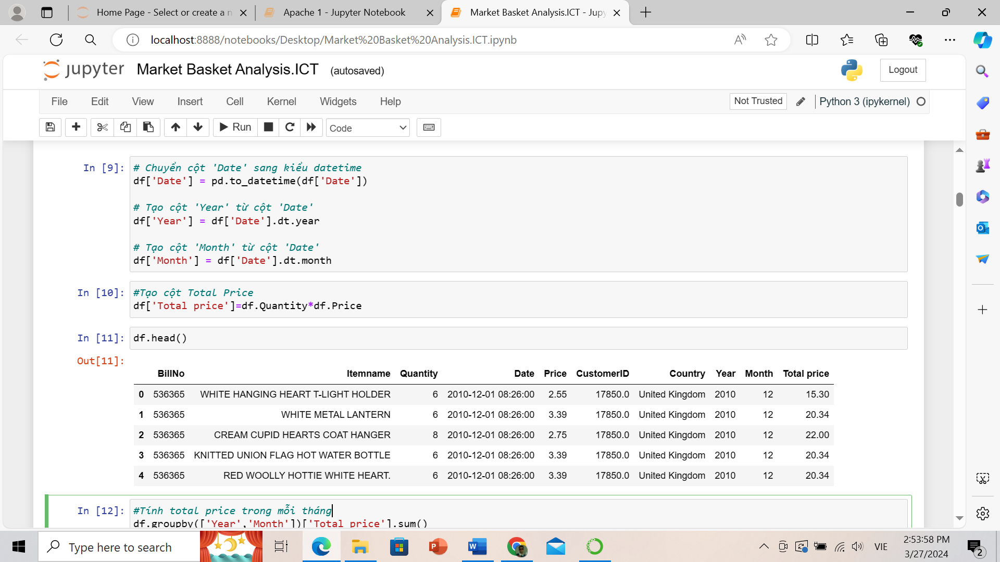 Home Page - Select or create a n
Apache 1 - Jupyter Notebook
Market Basket Analysis.ICT - Jupy
localhost:8888/notebooks/Desktop/Market%20Basket%20Analysis.ICT.ipynb
jupyter Market Basket Analysis.ICT (autosaved)
Logout
File Edit View Insert Cell Kernel Widgets Help
Not Trusted
Python 3 (ipykernel)
Run
Code
In [9]:
# Chuyển cột 'Date' sang kiểu datetime
df['Date'] = pd.to_datetime(df['Date'])
# Tạo cột 'Year' từ cột 'Date'
df['Year'] = df['Date'].dt.year
# Tạo cột 'Month' từ cột 'Date'
df['Month'] = df['Date'].dt.month
In [10]:
#Tạo cột Total Price
df['Total price']=df.Quantity*df.Price
In [11]:
df.head()
Out[11]:
BillNo Itemname Quantity Date Price CustomerID Country Year Month Total price
0 536365 WHITE HANGING HEART T-LIGHT HOLDER 6 2010-12-01 08:26:00 2.55 17850.0 United Kingdom 2010 12 15.30
1 536365 WHITE METAL LANTERN 6 2010-12-01 08:26:00 3.39 17850.0 United Kingdom 2010 12 20.34
2 536365 CREAM CUPID HEARTS COAT HANGER 8 2010-12-01 08:26:00 2.75 17850.0 United Kingdom 2010 12 22.00
3 536365 KNITTED UNION FLAG HOT WATER BOTTLE 6 2010-12-01 08:26:00 3.39 17850.0 United Kingdom 2010 12 20.34
4 536365 RED WOOLLY HOTTIE WHITE HEART. 6 2010-12-01 08:26:00 3.39 17850.0 United Kingdom 2010 12 20.34
In [12]:
#Tính total price trong mỗi tháng
df.groupby(['Year','Month'])['Total price'].sum()
Type here to search
VIE
2:53:58 PM
3/27/2024
2